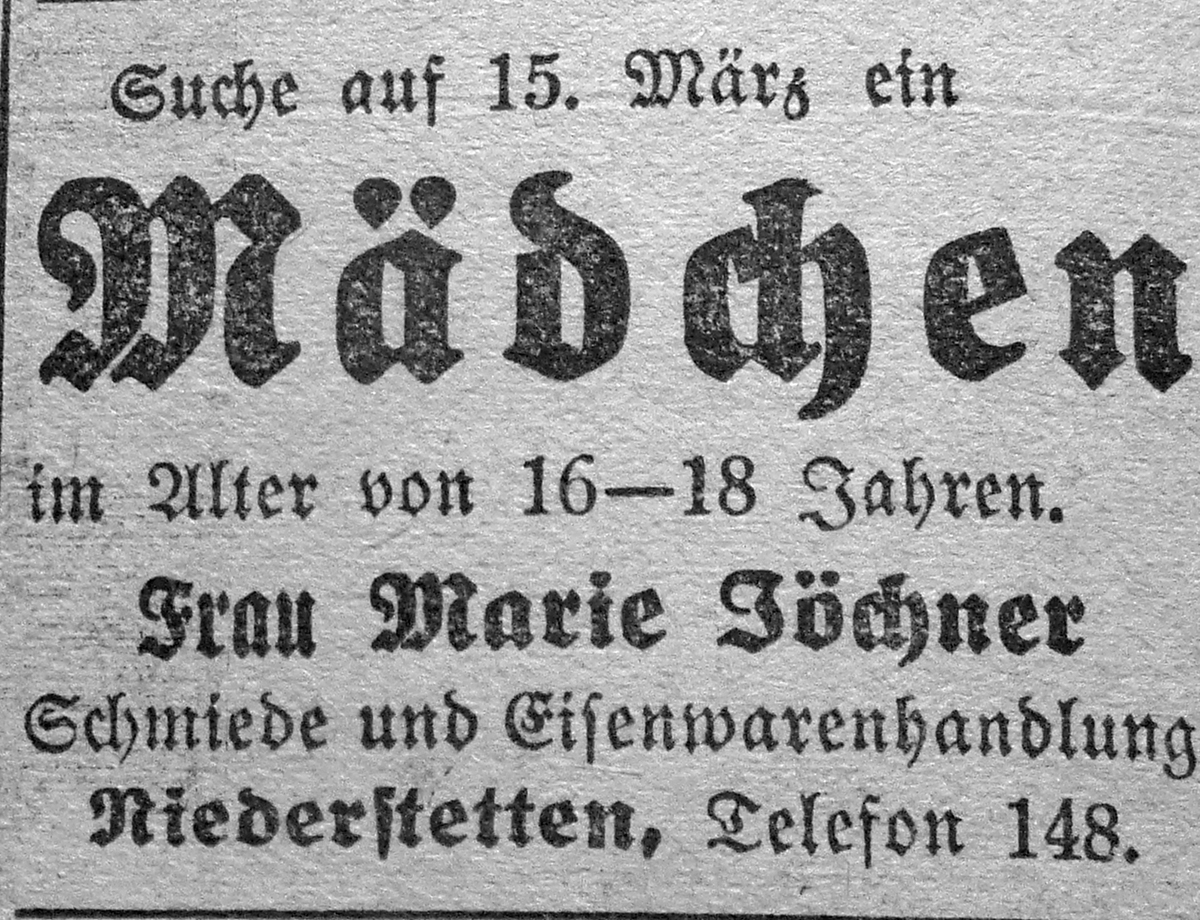 Suche auf 15. März ein
Mädchen
im Alter von 16—18 Jahren.
Frau Marie Jöchner
Schmiede und Eisenwarenhandlung
Niederstetten, Telefon 148.